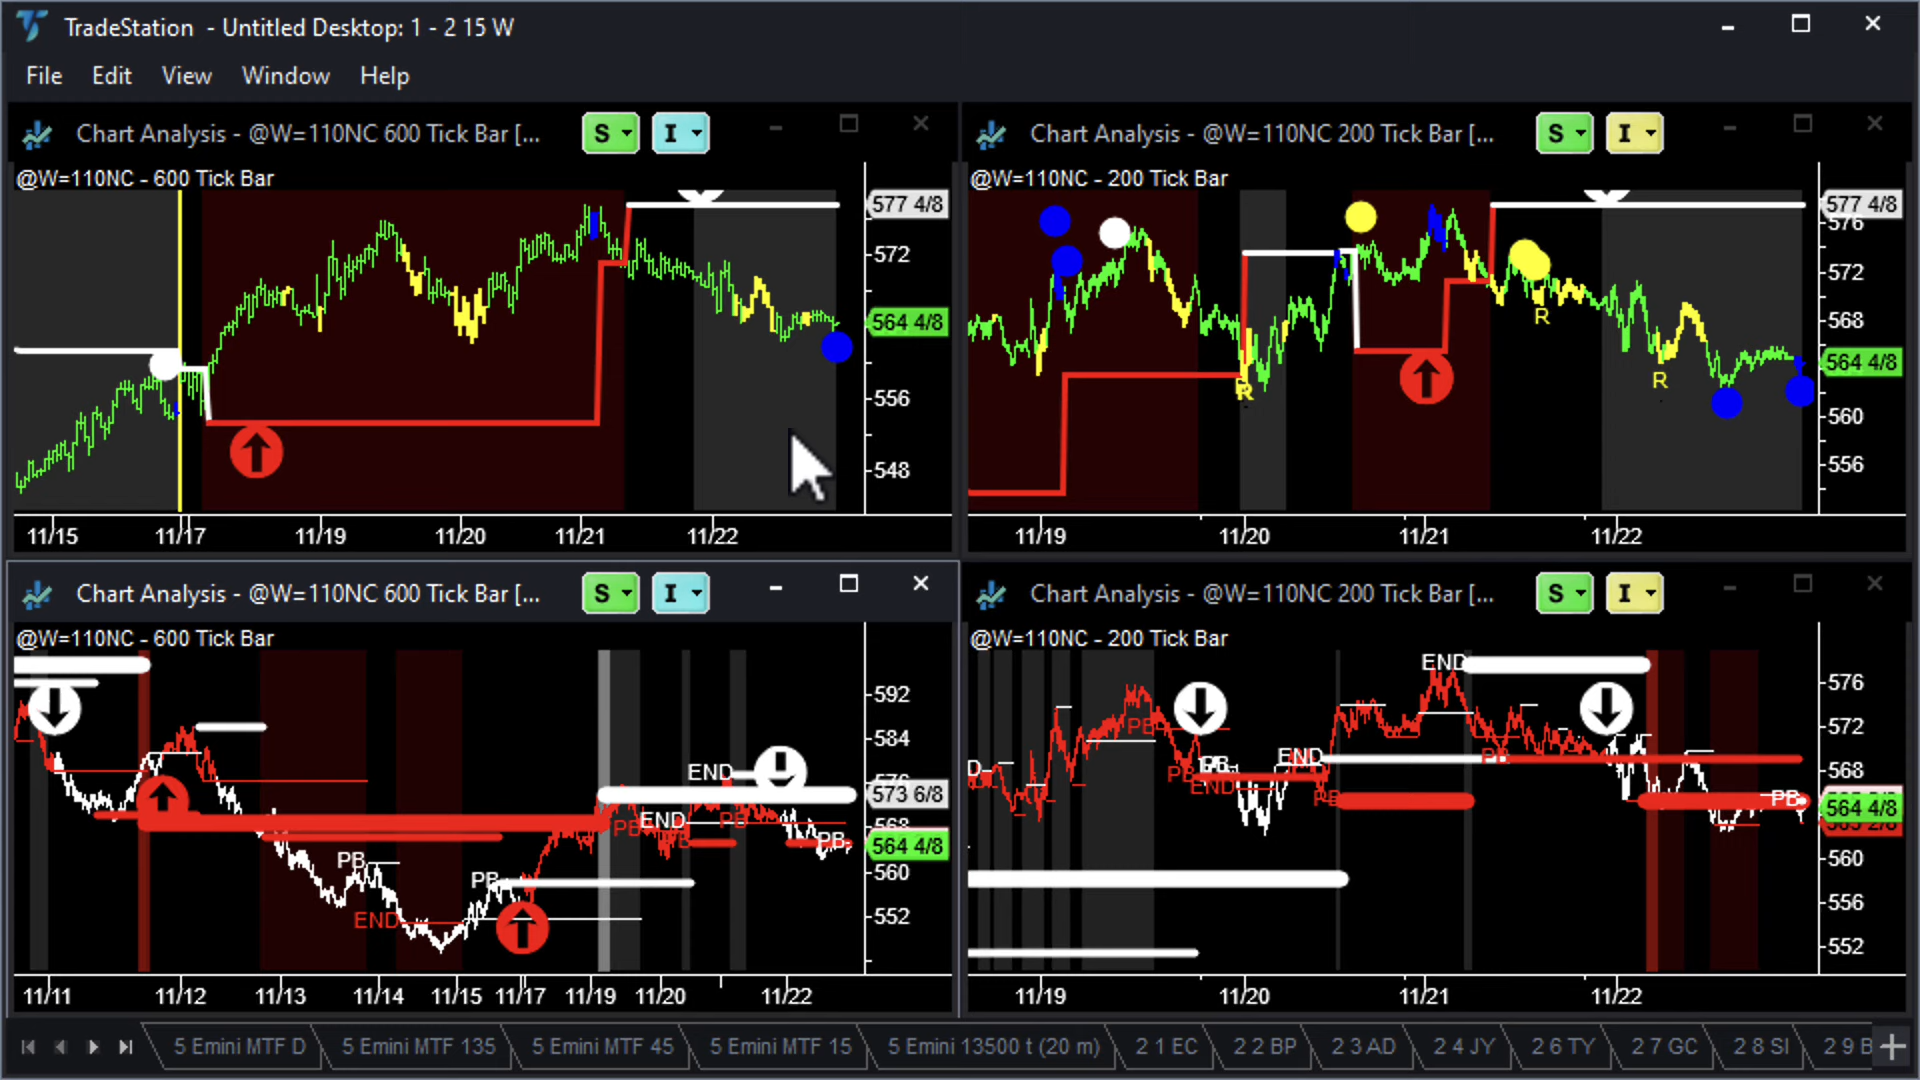 TradeStation - Untitled Desktop: 1 - 2 15 W
File Edit View Window Help
Chart Analysis - @W=110NC 600 Tick Bar [...
S I
@W=110NC - 600 Tick Bar
577 4/8
572
564 4/8
556
548
11/15 11/17 11/19 11/20 11/21 11/22
Chart Analysis - @W=110NC 200 Tick Bar [...
S I
@W=110NC - 200 Tick Bar
577 4/8
576
572
568
564 4/8
560
556
R
R
R
11/19 11/20 11/21 11/22
Chart Analysis - @W=110NC 600 Tick Bar [...
S I
@W=110NC - 600 Tick Bar
592
584
573 6/8
568
564 4/8
560
552
END
END
PB
PB
PB
PB
PB
END
11/11 11/12 11/13 11/14 11/15 11/17 11/19 11/20 11/22
Chart Analysis - @W=110NC 200 Tick Bar [...
S I
@W=110NC - 200 Tick Bar
END
576
572
568
564 4/8
560
556
552
PB
PB
END
END
PB
PB
PB
11/19 11/20 11/21 11/22
5 Emini MTF D 5 Emini MTF 135 5 Emini MTF 45 5 Emini MTF 15 5 Emini 13500 t (20 m) 2 1 EC 2 2 BP 2 3 AD 2 4 JY 2 6 TY 2 7 GC 2 8 SI 2 9 B